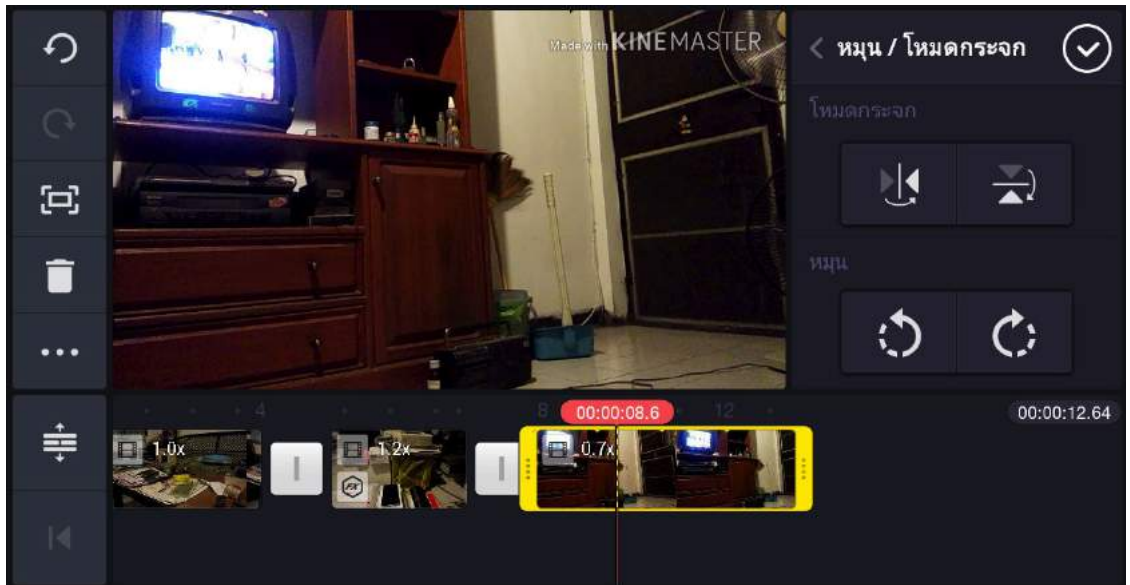 Made with KINEMASTER
หมุน / โหมดกระจก
โหมดกระจก
หมุน
4
8
00:00:08.6
12
00:00:12.64
1.0x
1.2x
0.7x
FX